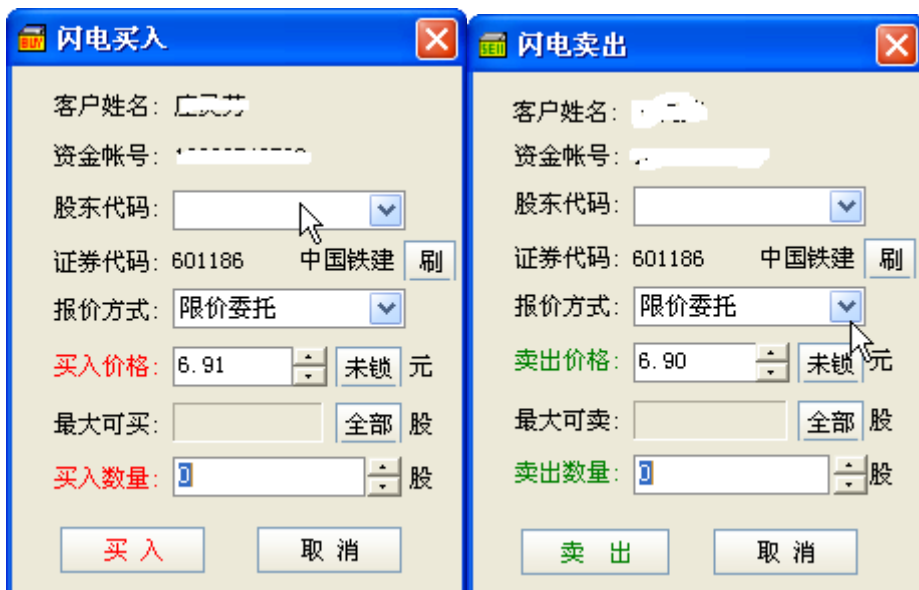 闪电买入
客户姓名:
资金帐号:
股东代码:
证券代码: 601186 中国铁建 刷
报价方式: 限价委托
买入价格: 6.91 未锁 元
最大可买: 全部 股
买入数量: 0 股
买入 取消
闪电卖出
客户姓名:
资金帐号:
股东代码:
证券代码: 601186 中国铁建 刷
报价方式: 限价委托
卖出价格: 6.90 未锁 元
最大可卖: 全部 股
卖出数量: 0 股
卖出 取消